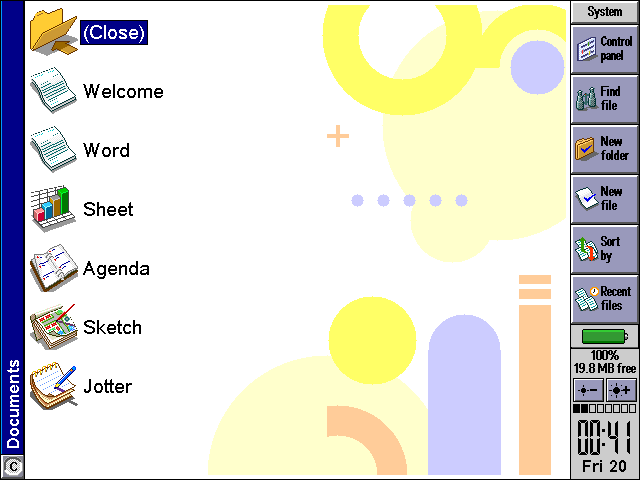 (Close)
Welcome
Word
Sheet
Agenda
Sketch
Jotter
Documents
C
System
Control
panel
Find
file
New
folder
New
file
Sort
by
Recent
files
100%
19.8 MB free
00:41
Fri 20